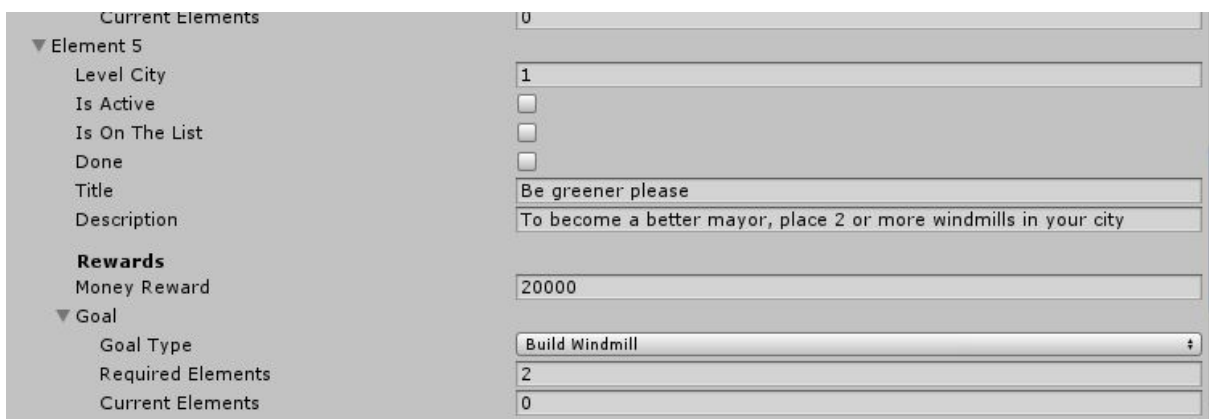 Current Elements 0
Element 5
Level City 1
Is Active
Is On The List
Done
Title Be greener please
Description To become a better mayor, place 2 or more windmills in your city
Rewards
Money Reward 20000
Goal
Goal Type Build Windmill
Required Elements 2
Current Elements 0